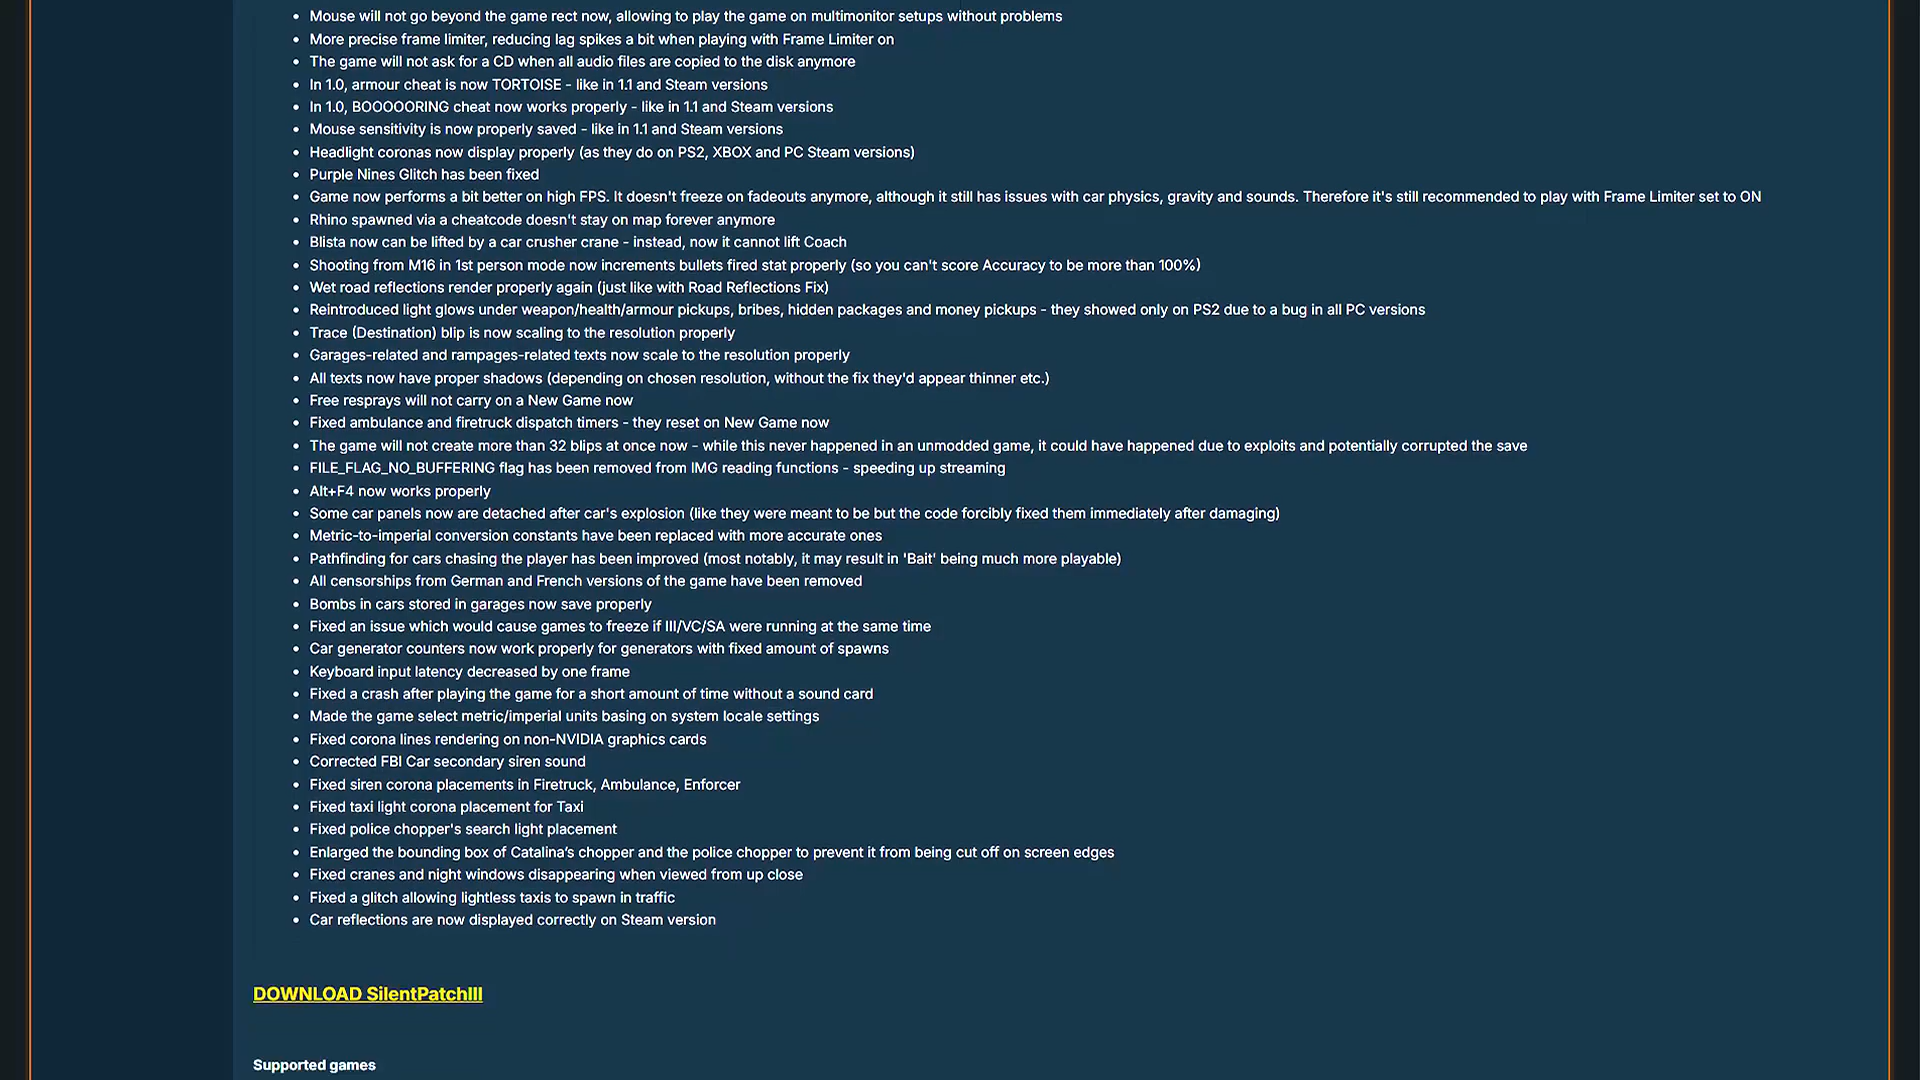 • Mouse will not go beyond the game rect now, allowing to play the game on multimonitor setups without problems
• More precise frame limiter, reducing lag spikes a bit when playing with Frame Limiter on
• The game will not ask for a CD when all audio files are copied to the disk anymore
• In 1.0, armour cheat is now TORTOISE - like in 1.1 and Steam versions
• In 1.0, BOOOOORING cheat now works properly - like in 1.1 and Steam versions
• Mouse sensitivity is now properly saved - like in 1.1 and Steam versions
• Headlight coronas now display properly (as they do on PS2, XBOX and PC Steam versions)
• Purple Nines Glitch has been fixed
• Game now performs a bit better on high FPS. It doesn't freeze on fadeouts anymore, although it still has issues with car physics, gravity and sounds. Therefore it's still recommended to play with Frame Limiter set to ON
• Rhino spawned via a cheatcode doesn't stay on map forever anymore
• Blista now can be lifted by a car crusher crane - instead, now it cannot lift Coach
• Shooting from M16 in 1st person mode now increments bullets fired stat properly (so you can't score Accuracy to be more than 100%)
• Wet road reflections render properly again (just like with Road Reflections Fix)
• Reintroduced light glows under weapon/health/armour pickups, bribes, hidden packages and money pickups - they showed only on PS2 due to a bug in all PC versions
• Trace (Destination) blip is now scaling to the resolution properly
• Garages-related and rampages-related texts now scale to the resolution properly
• All texts now have proper shadows (depending on chosen resolution, without the fix they'd appear thinner etc.)
• Free resprays will not carry on a New Game now
• Fixed ambulance and firetruck dispatch timers - they reset on New Game now
• The game will not create more than 32 blips at once now - while this never happened in an unmodded game, it could have happened due to exploits and potentially corrupted the save
• FILE_FLAG_NO_BUFFERING flag has been removed from IMG reading functions - speeding up streaming
• Alt+F4 now works properly
• Some car panels now are detached after car's explosion (like they were meant to be but the code forcibly fixed them immediately after damaging)
• Metric-to-imperial conversion constants have been replaced with more accurate ones
• Pathfinding for cars chasing the player has been improved (most notably, it may result in 'Bait' being much more playable)
• All censorships from German and French versions of the game have been removed
• Bombs in cars stored in garages now save properly
• Fixed an issue which would cause games to freeze if III/VC/SA were running at the same time
• Car generator counters now work properly for generators with fixed amount of spawns
• Keyboard input latency decreased by one frame
• Fixed a crash after playing the game for a short amount of time without a sound card
• Made the game select metric/imperial units basing on system locale settings
• Fixed corona lines rendering on non-NVIDIA graphics cards
• Corrected FBI Car secondary siren sound
• Fixed siren corona placements in Firetruck, Ambulance, Enforcer
• Fixed taxi light corona placement for Taxi
• Fixed police chopper's search light placement
• Enlarged the bounding box of Catalina's chopper and the police chopper to prevent it from being cut off on screen edges
• Fixed cranes and night windows disappearing when viewed from up close
• Fixed a glitch allowing lightless taxis to spawn in traffic
• Car reflections are now displayed correctly on Steam version
DOWNLOAD SilentPatchIII
Supported games